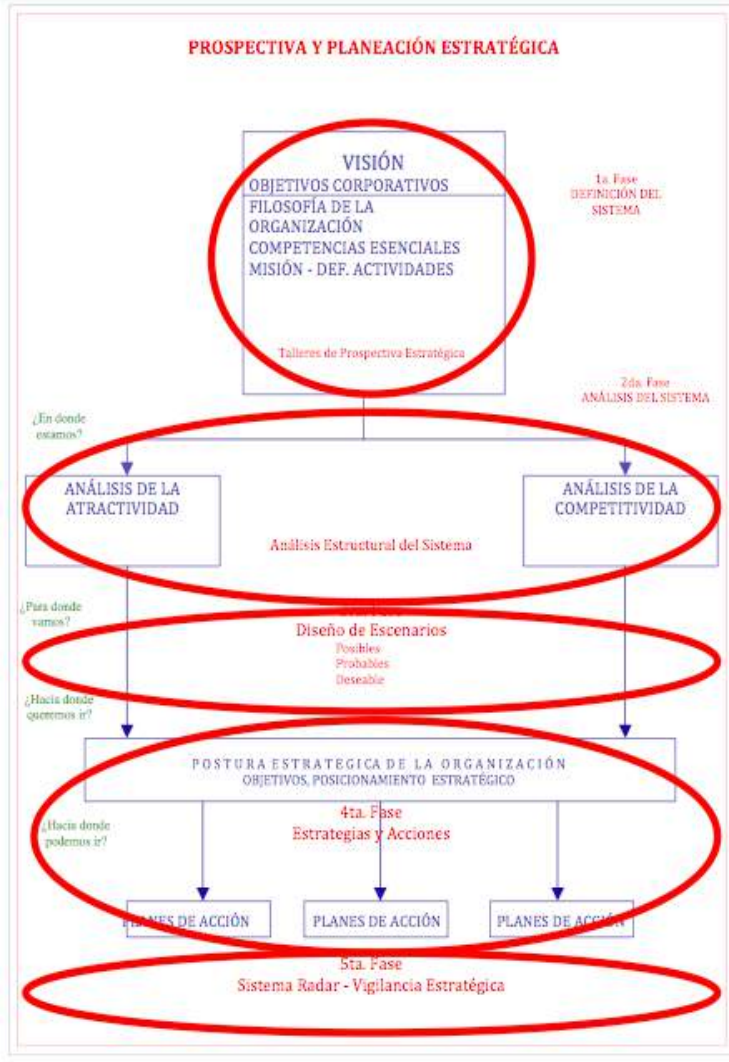 PROSPECTIVA Y PLANEACIÓN ESTRATÉGICA
VISIÓN
OBJETIVOS CORPORATIVOS
FILOSOFÍA DE LA
ORGANIZACIÓN
COMPETENCIAS ESENCIALES
MISIÓN - DEF. ACTIVIDADES
Talleres de Prospectiva Estratégica
1a. Fase
DEFINICIÓN DEL
SISTEMA
2da. Fase
ANÁLISIS DEL SISTEMA
¿En donde
estamos?
ANÁLISIS DE LA
ATRACTIVIDAD
ANÁLISIS DE LA
COMPETITIVIDAD
Análisis Estructural del Sistema
¿Para donde
vamos?
Diseño de Escenarios
Posibles
Probables
Deseable
¿Hacia donde
queremos ir?
POSTURA ESTRATEGICA DE LA ORGANIZACIÓN
OBJETIVOS, POSICIONAMIENTO ESTRATÉGICO
4ta. Fase
Estrategias y Acciones
¿Hacia donde
podemos ir?
PLANES DE ACCIÓN
PLANES DE ACCIÓN
PLANES DE ACCIÓN
5ta. Fase
Sistema Radar - Vigilancia Estratégica